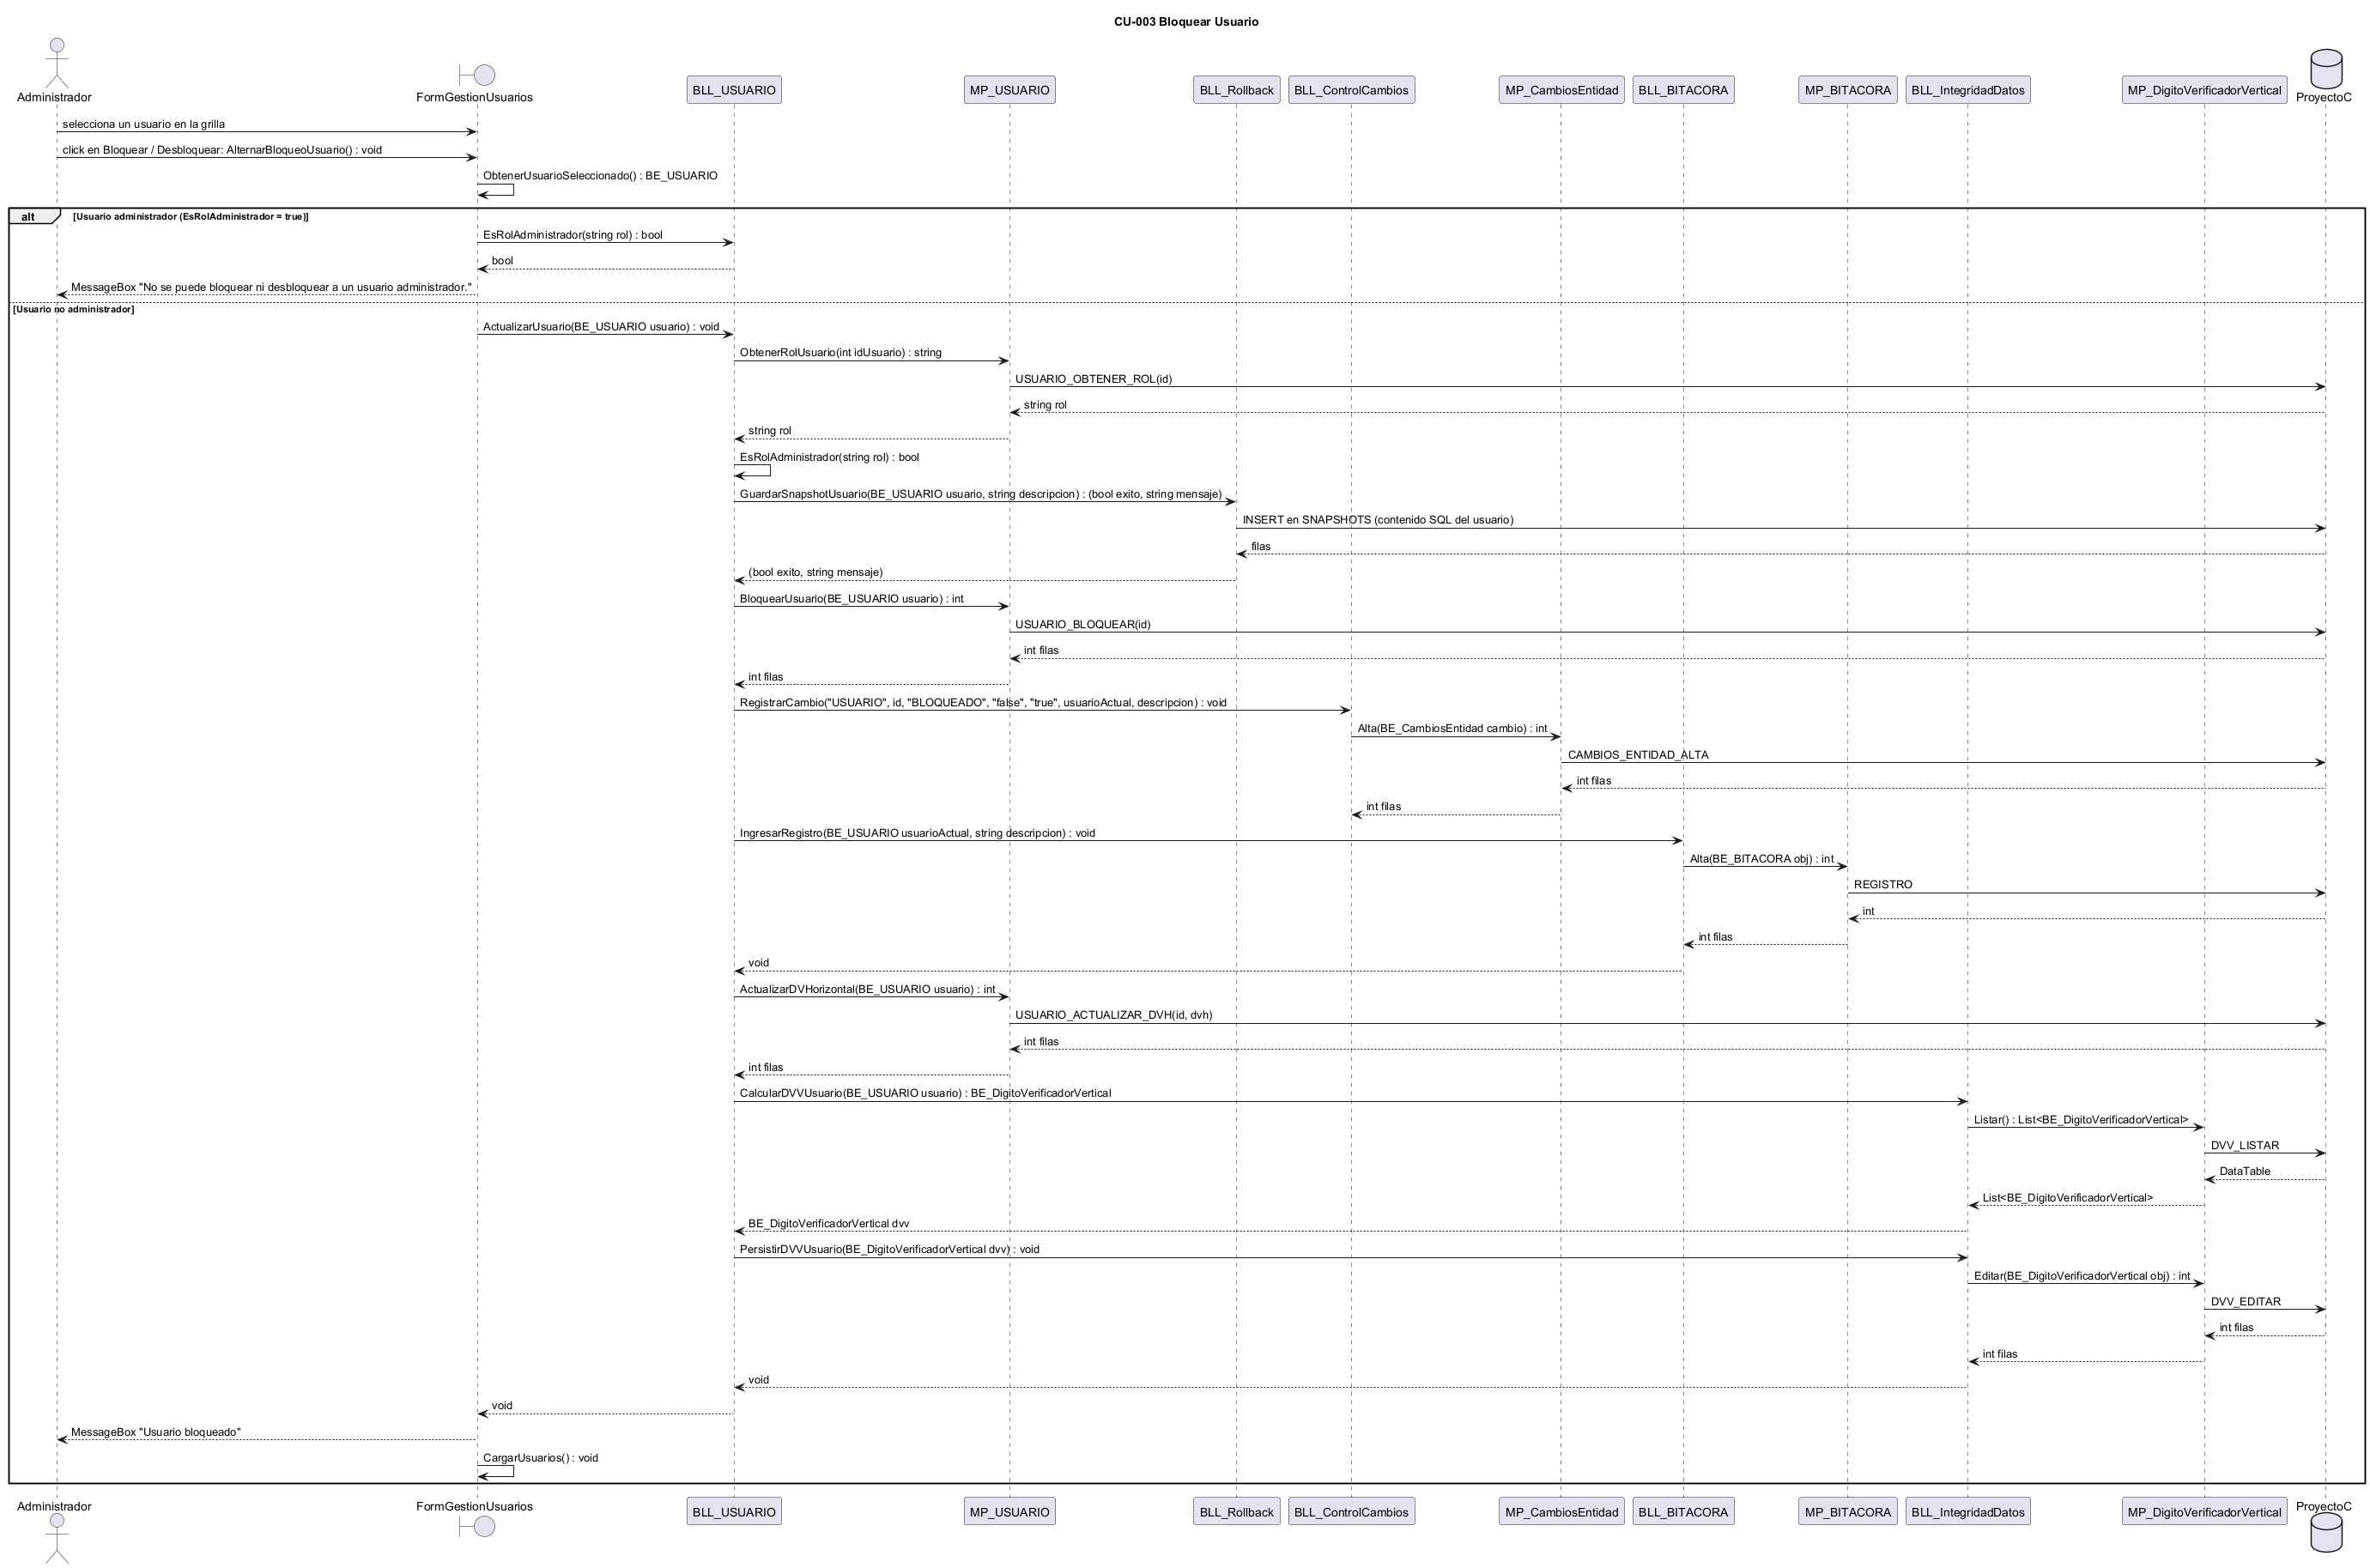 CU-003 Bloquear Usuario
Administrador
FormGestionUsuarios
BLL_USUARIO
MP_USUARIO
BLL_Rollback
BLL_ControlCambios
MP_CambiosEntidad
BLL_BITACORA
MP_BITACORA
BLL_IntegridadDatos
MP_DigitoVerificadorVertical
ProyectoC
selecciona un usuario en la grilla
click en Bloquear / Desbloquear: AlternarBloqueoUsuario() : void
ObtenerUsuarioSeleccionado() : BE_USUARIO
alt [Usuario administrador (EsRolAdministrador = true)]
EsRolAdministrador(string rol) : bool
bool
MessageBox "No se puede bloquear ni desbloquear a un usuario administrador."
[Usuario no administrador]
ActualizarUsuario(BE_USUARIO usuario) : void
ObtenerRolUsuario(int idUsuario) : string
USUARIO_OBTENER_ROL(id)
string rol
string rol
EsRolAdministrador(string rol) : bool
GuardarSnapshotUsuario(BE_USUARIO usuario, string descripcion) : (bool exito, string mensaje)
INSERT en SNAPSHOTS (contenido SQL del usuario)
filas
(bool exito, string mensaje)
BloquearUsuario(BE_USUARIO usuario) : int
USUARIO_BLOQUEAR(id)
int filas
int filas
RegistrarCambio("USUARIO", id, "BLOQUEADO", "false", "true", usuarioActual, descripcion) : void
Alta(BE_CambiosEntidad cambio) : int
CAMBIOS_ENTIDAD_ALTA
int filas
int filas
IngresarRegistro(BE_USUARIO usuarioActual, string descripcion) : void
Alta(BE_BITACORA obj) : int
REGISTRO
int
int filas
void
ActualizarDVHorizontal(BE_USUARIO usuario) : int
USUARIO_ACTUALIZAR_DVH(id, dvh)
int filas
int filas
CalcularDVVUsuario(BE_USUARIO usuario) : BE_DigitoVerificadorVertical
Listar() : List<BE_DigitoVerificadorVertical>
DVV_LISTAR
DataTable
List<BE_DigitoVerificadorVertical>
BE_DigitoVerificadorVertical dvv
PersistirDVVUsuario(BE_DigitoVerificadorVertical dvv) : void
Editar(BE_DigitoVerificadorVertical obj) : int
DVV_EDITAR
int filas
int filas
void
void
MessageBox "Usuario bloqueado"
CargarUsuarios() : void
Administrador
FormGestionUsuarios
BLL_USUARIO
MP_USUARIO
BLL_Rollback
BLL_ControlCambios
MP_CambiosEntidad
BLL_BITACORA
MP_BITACORA
BLL_IntegridadDatos
MP_DigitoVerificadorVertical
ProyectoC